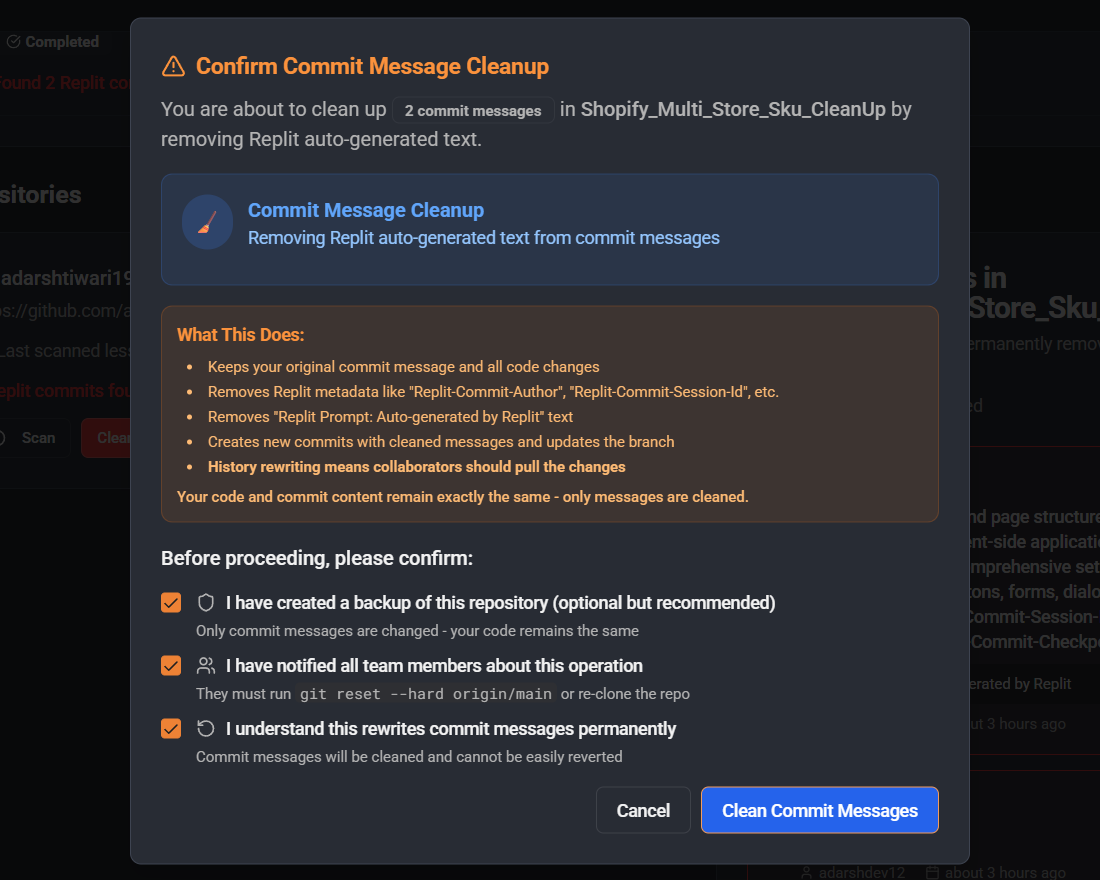 Completed
Found 2 Replit co
sitories
adarshtiwari19
ps://github.com/a
Last scanned less
eplit commits fou
Scan
Clean
Confirm Commit Message Cleanup
You are about to clean up 2 commit messages in Shopify_Multi_Store_Sku_CleanUp by
removing Replit auto-generated text.
Commit Message Cleanup
Removing Replit auto-generated text from commit messages
What This Does:
• Keeps your original commit message and all code changes
• Removes Replit metadata like "Replit-Commit-Author", "Replit-Commit-Session-Id", etc.
• Removes "Replit Prompt: Auto-generated by Replit" text
• Creates new commits with cleaned messages and updates the branch
• History rewriting means collaborators should pull the changes
Your code and commit content remain exactly the same - only messages are cleaned.
Before proceeding, please confirm:
I have created a backup of this repository (optional but recommended)
Only commit messages are changed - your code remains the same
I have notified all team members about this operation
They must run git reset --hard origin/main or re-clone the repo
I understand this rewrites commit messages permanently
Commit messages will be cleaned and cannot be easily reverted
Cancel
Clean Commit Messages
s in
Store_Sku_
ermanently remov
ed
nd page structure
ent-side applicati
mprehensive set
tons, forms, dialo
Commit-Session-
-Commit-Checkp
erated by Replit
ut 3 hours ago
adarshdev12
about 3 hours ago